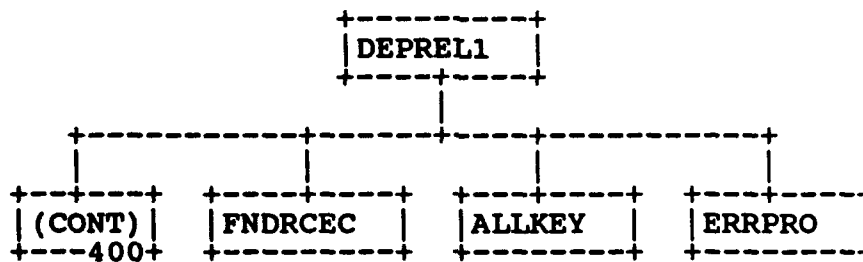 DEPREL1
(CONT) FNDRCEC ALLKEY ERRPRO
400